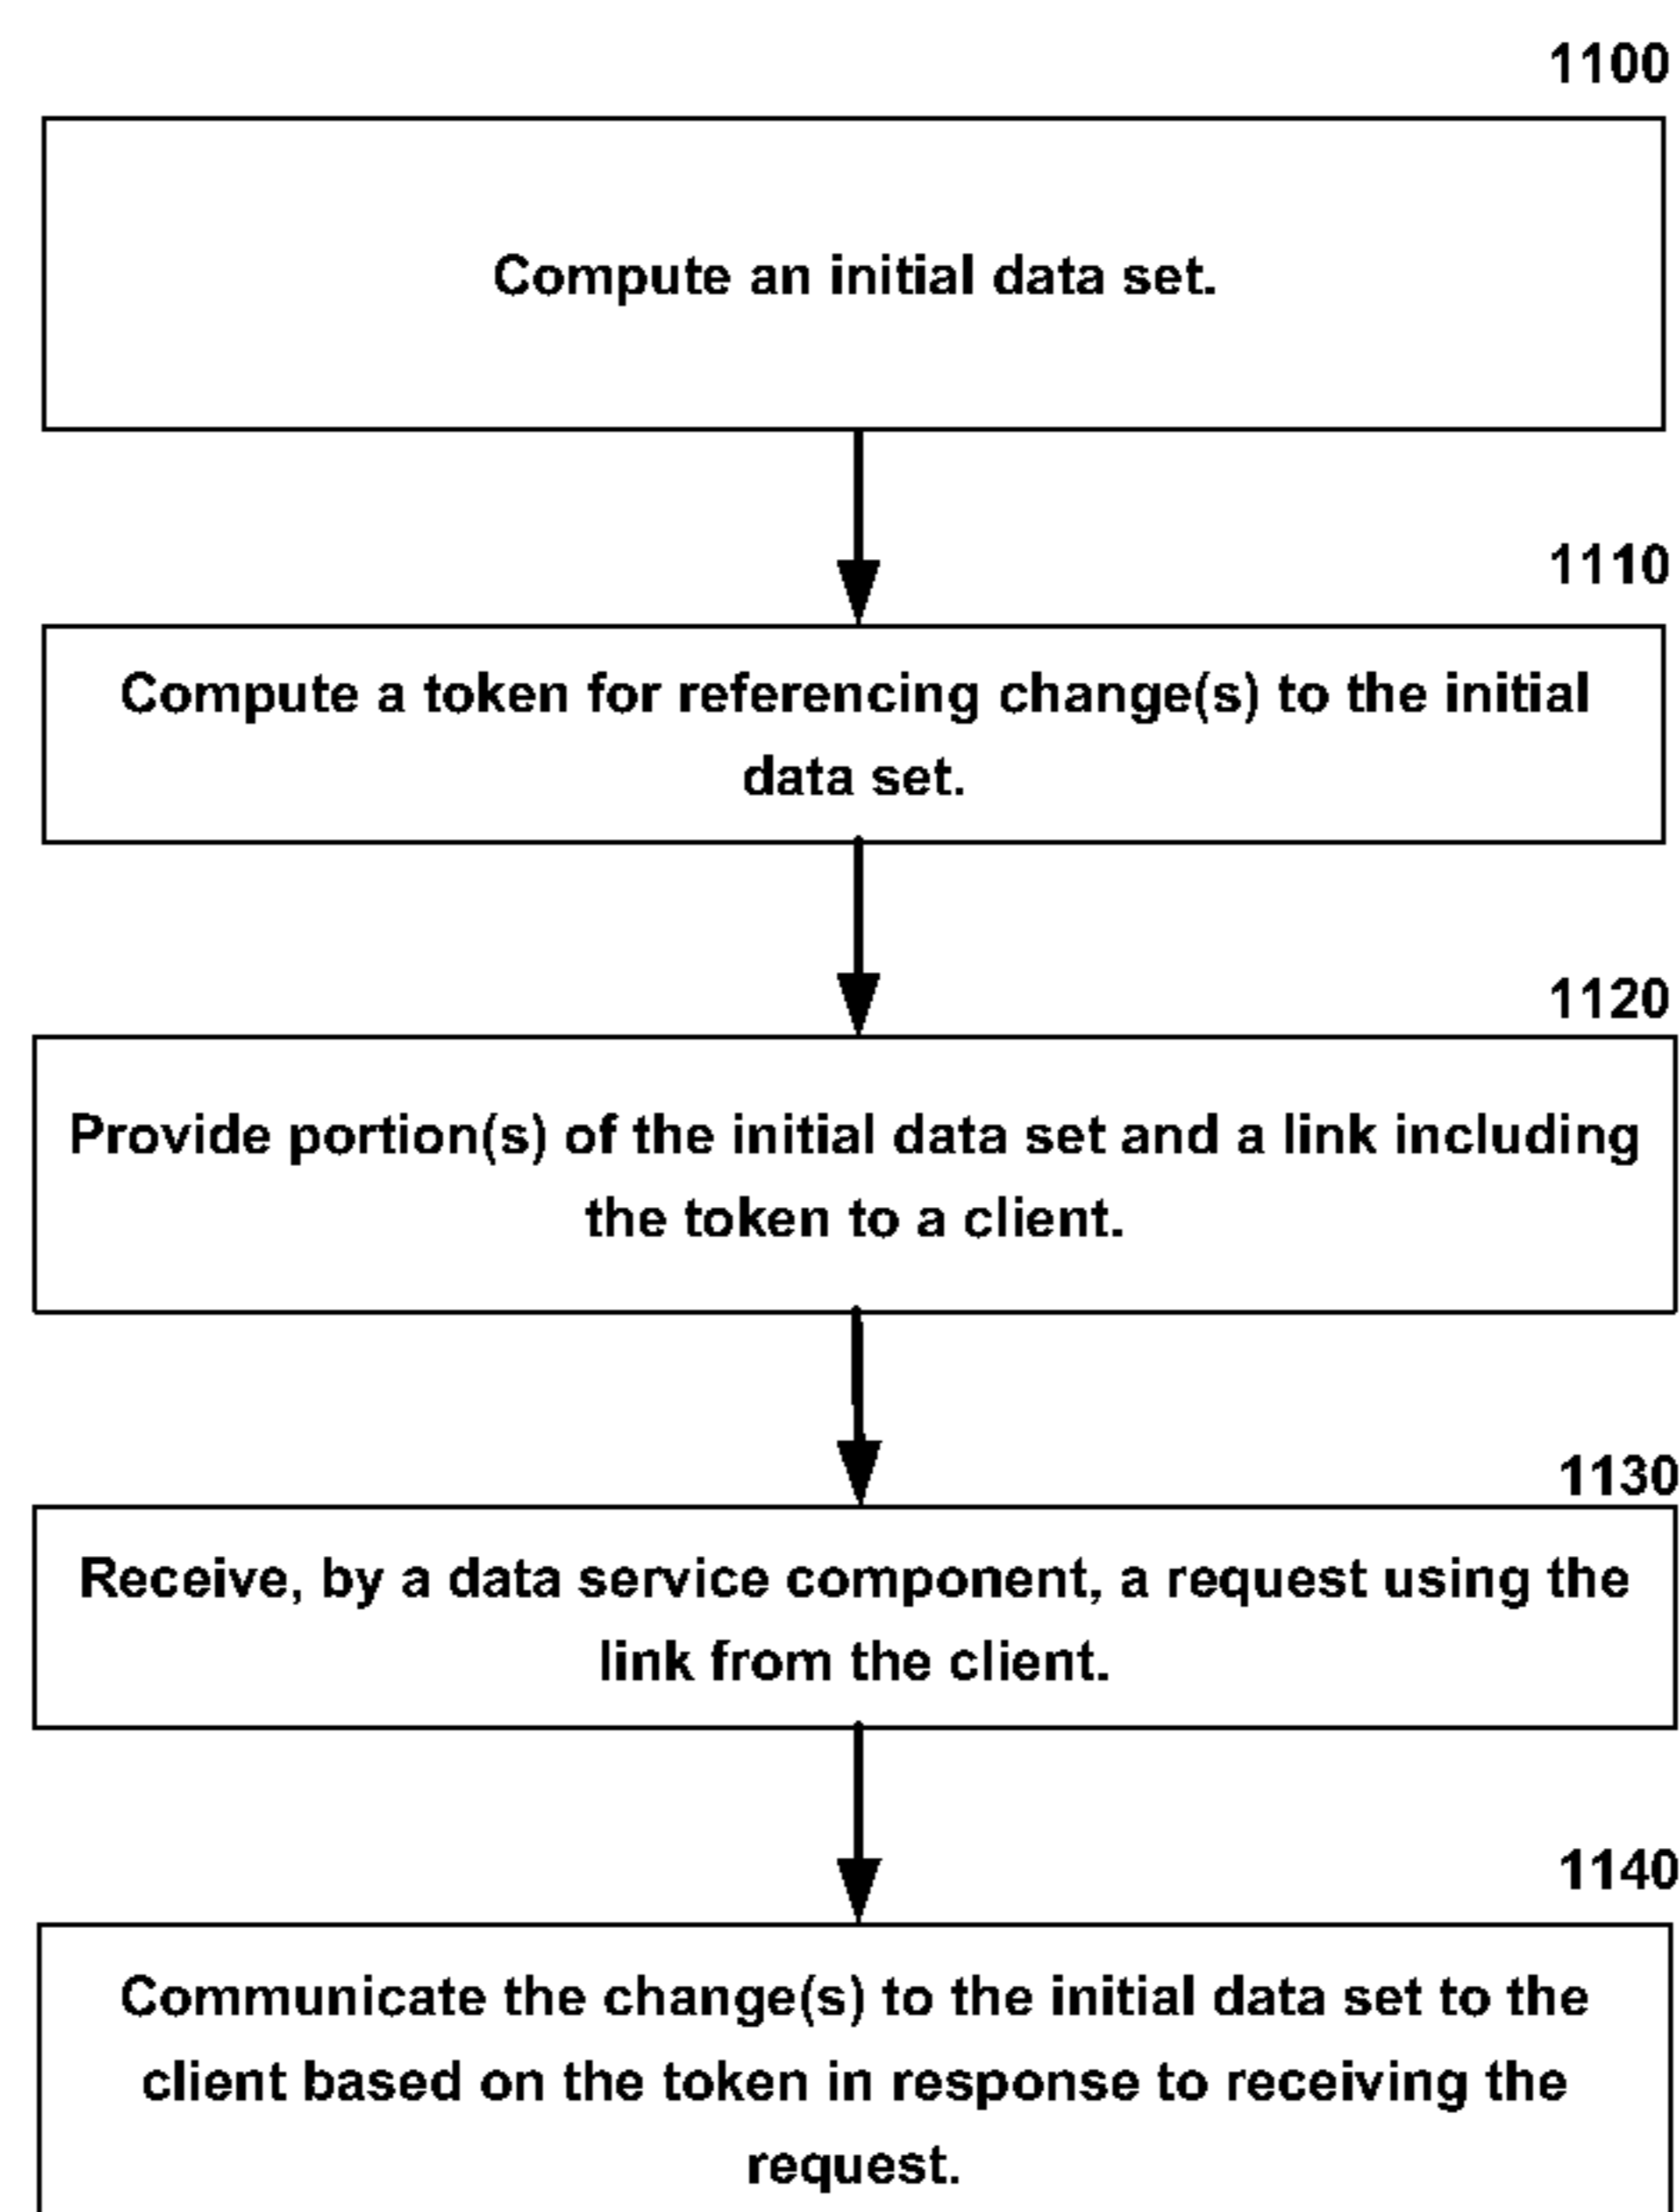 1100
Compute an initial data set.
1110
Compute a token for referencing change(s) to the initial
data set.
1120
Provide portion(s) of the initial data set and a link including
the token to a client.
1130
Receive, by a data service component, a request using the
link from the client.
1140
Communicate the change(s) to the initial data set to the
client based on the token in response to receiving the
request.